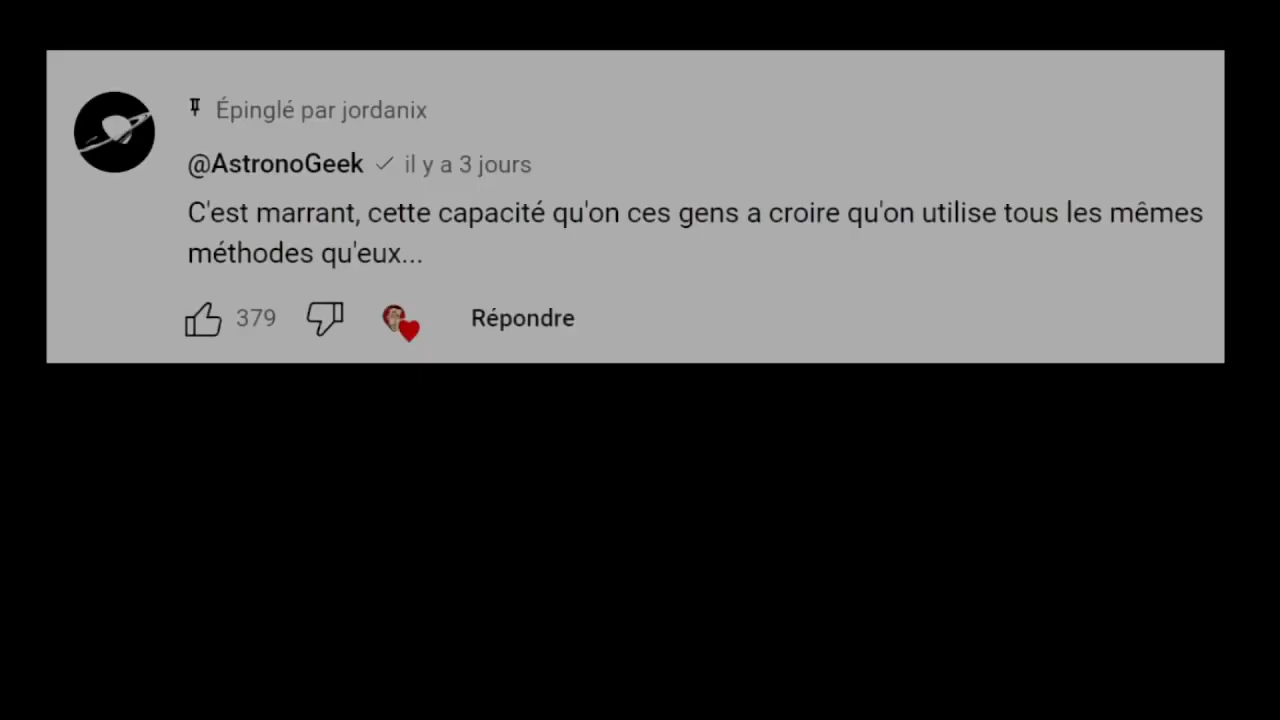 Épinglé par jordanix
@AstronoGeek il y a 3 jours
C'est marrant, cette capacité qu'on ces gens a croire qu'on utilise tous les mêmes
méthodes qu'eux...
379 Répondre